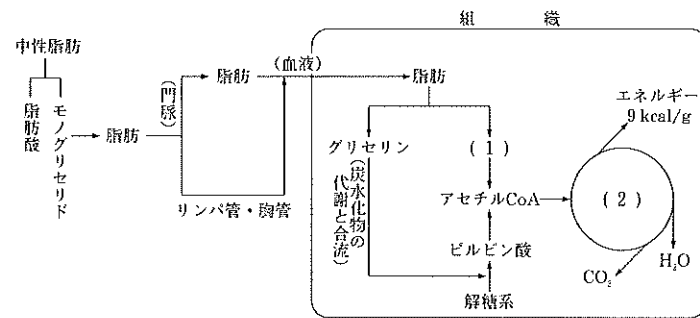 組 織
中性脂肪
脂肪酸
モノグリセリド
脂肪
(門脈)
脂肪
リンパ管・胸管
(血液)
脂肪
グリセリン
(炭水化物の
代謝と合流)
(1)
アセチルCoA
ピルビン酸
解糖系
(2)
エネルギー
9 kcal/g
CO₂
H₂O